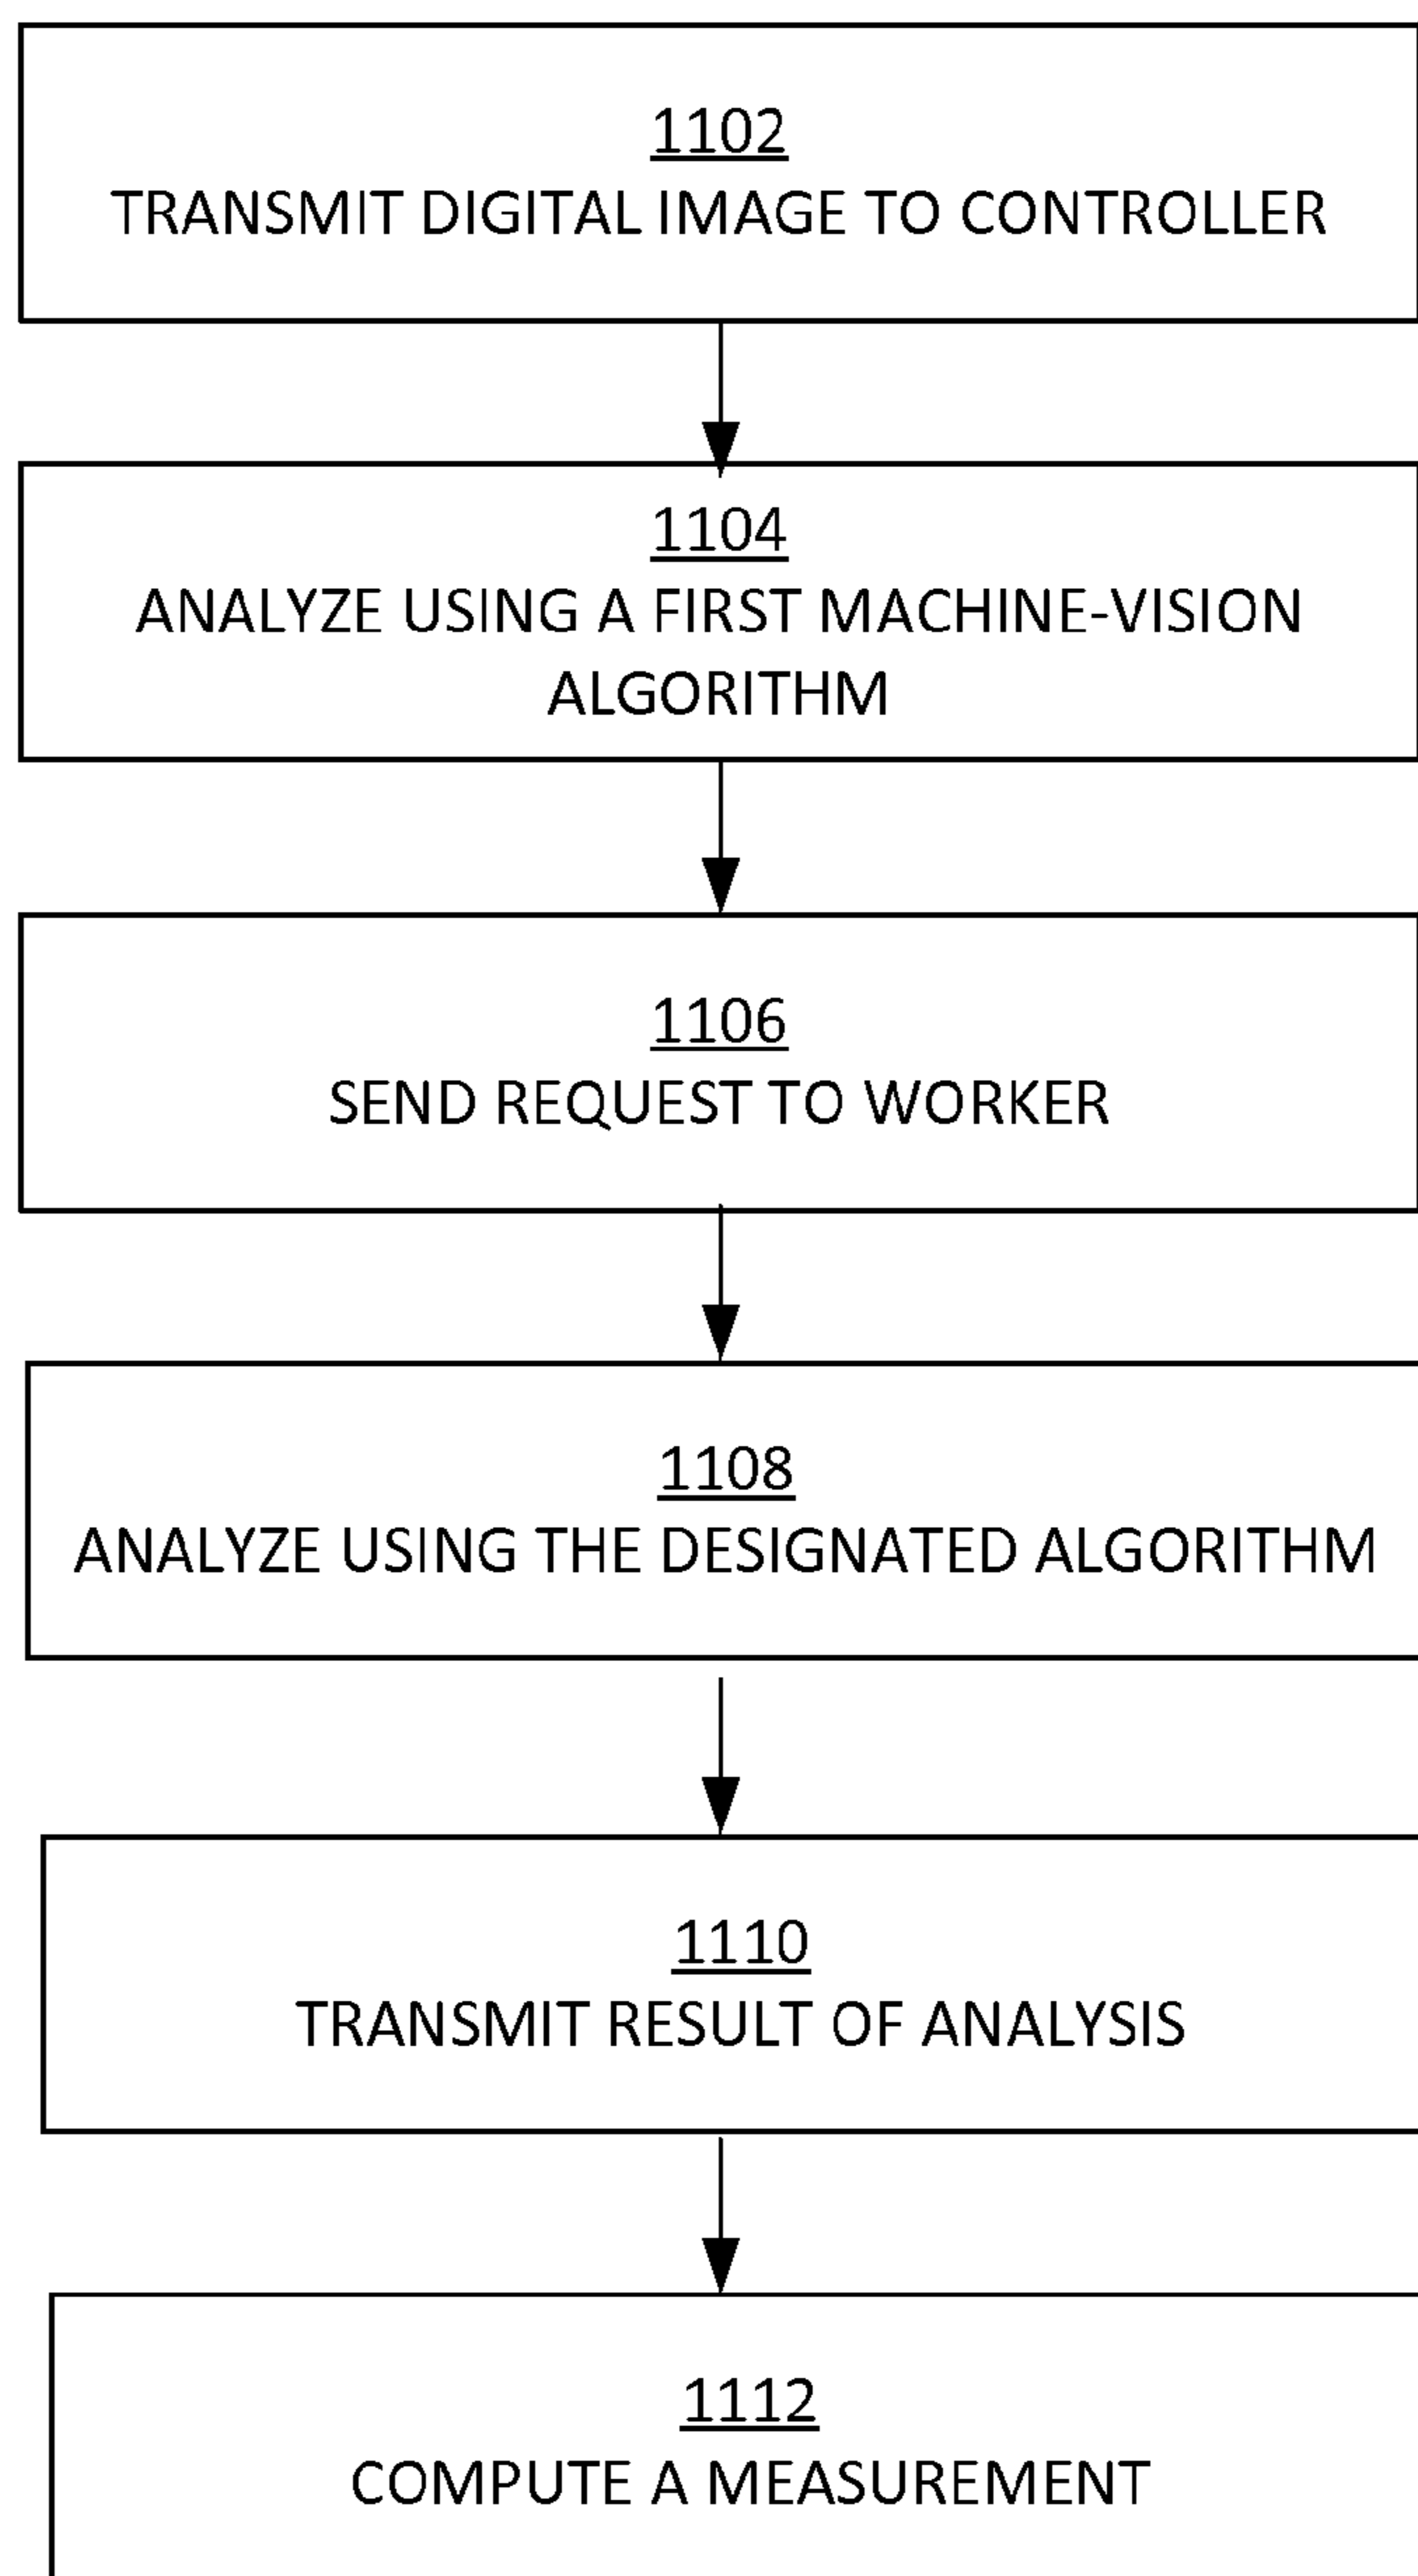 1102
TRANSMIT DIGITAL IMAGE TO CONTROLLER
1104
ANALYZE USING A FIRST MACHINE-VISION
ALGORITHM
1106
SEND REQUEST TO WORKER
1108
ANALYZE USING THE DESIGNATED ALGORITHM
1110
TRANSMIT RESULT OF ANALYSIS
1112
COMPUTE A MEASUREMENT